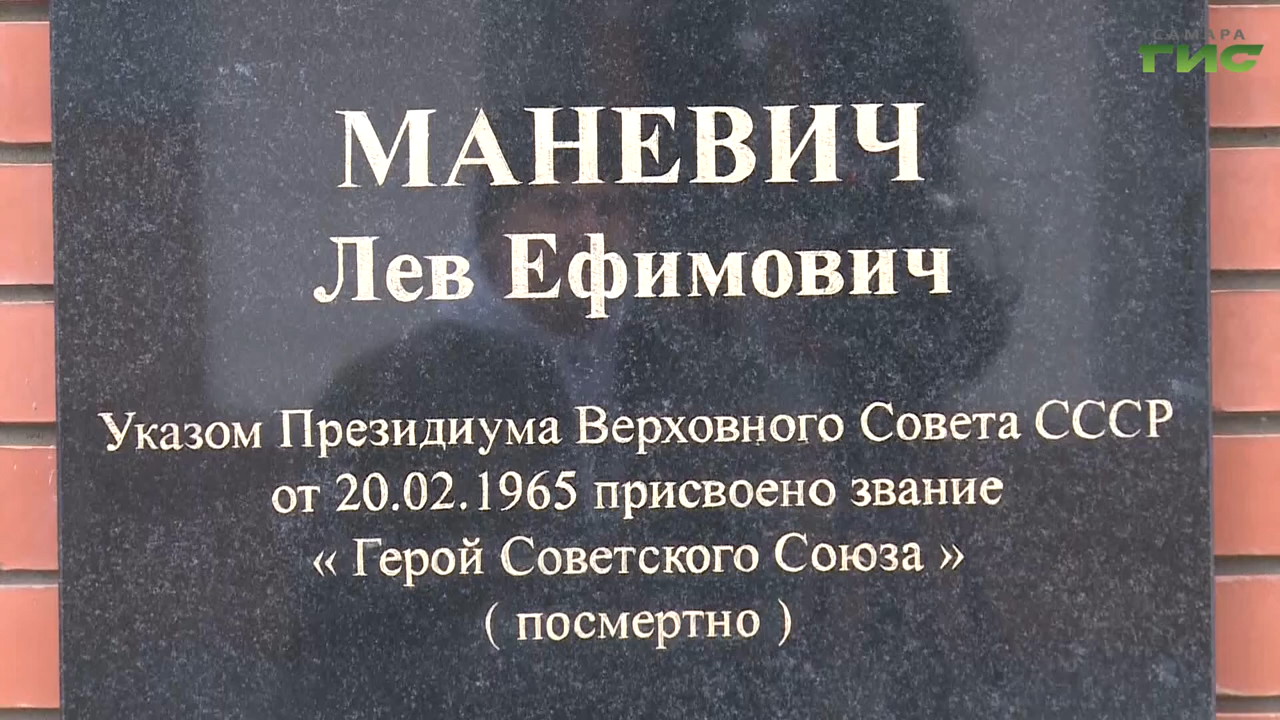 САМАРА
ГИС
МАНЕВИЧ
Лев Ефимович
Указом Президиума Верховного Совета СССР
от 20.02.1965 присвоено звание
« Герой Советского Союза »
( посмертно )